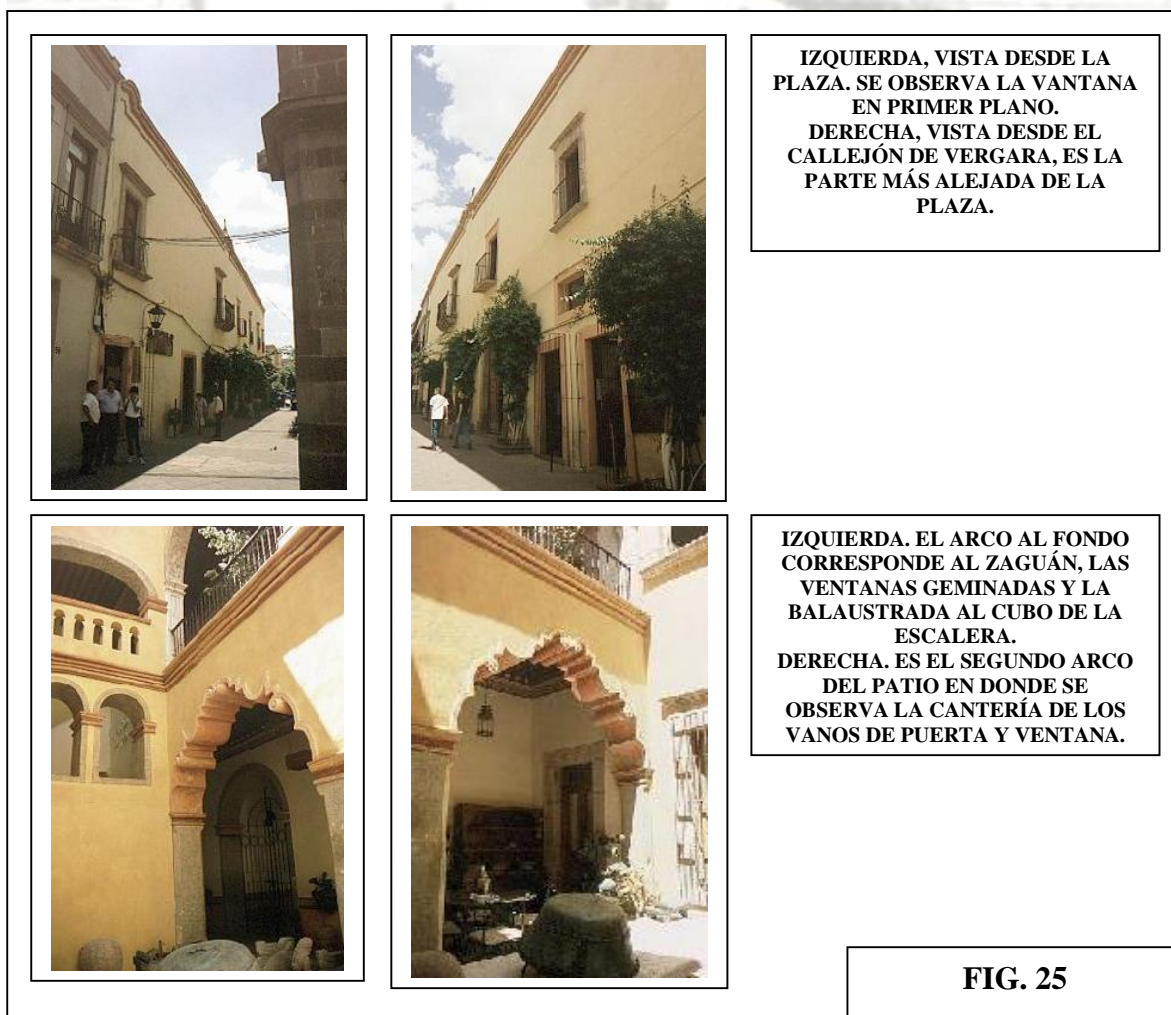 IZQUIERDA, VISTA DESDE LA
PLAZA. SE OBSERVA LA VANTANA
EN PRIMER PLANO.
DERECHA, VISTA DESDE EL
CALLEJÓN DE VERGARA, ES LA
PARTE MÁS ALEJADA DE LA
PLAZA.
IZQUIERDA. EL ARCO AL FONDO
CORRESPONDE AL ZAGUÁN, LAS
VENTANAS GEMINADAS Y LA
BALAUSTRADA AL CUBO DE LA
ESCALERA.
DERECHA. ES EL SEGUNDO ARCO
DEL PATIO EN DONDE SE
OBSERVA LA CANTERÍA DE LOS
VANOS DE PUERTA Y VENTANA.
FIG. 25